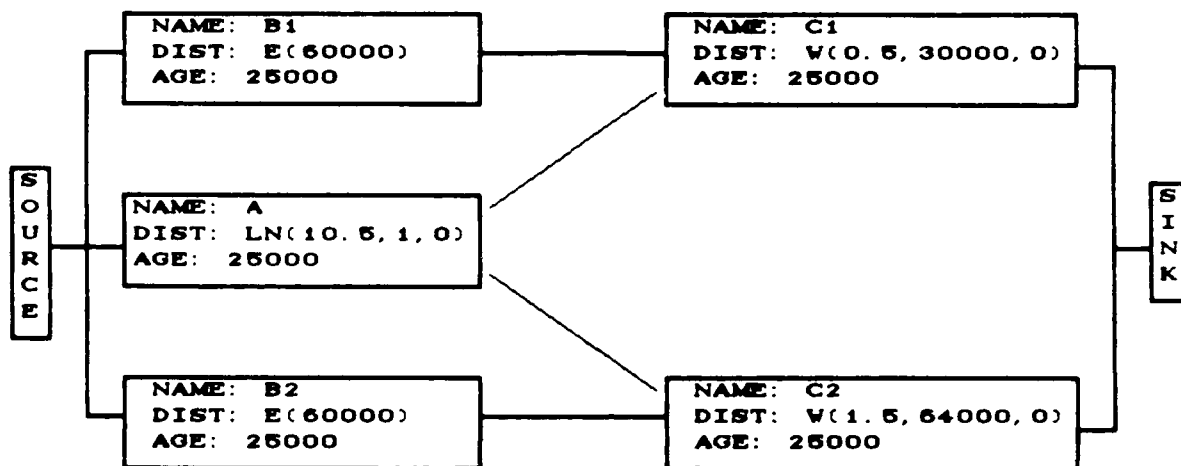 NAME: B1
DIST: E(60000)
AGE: 25000
NAME: C1
DIST: W(0.5,30000,0)
AGE: 25000
SOURCE
NAME: A
DIST: LN(10.5,1,0)
AGE: 25000
SINK
NAME: B2
DIST: E(60000)
AGE: 25000
NAME: C2
DIST: W(1.5,64000,0)
AGE: 25000